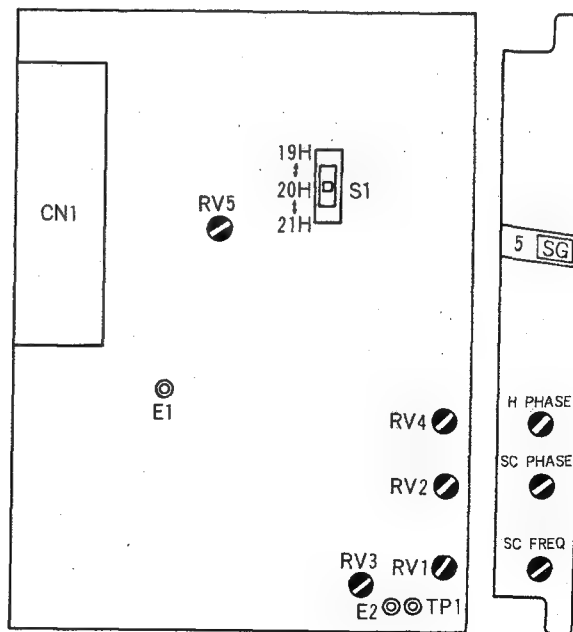 19H
20H
S1
21H
RV5
CN1
5 SG
E1
RV4
H PHASE
RV2
SC PHASE
RV3
RV1
SC FREQ
E2
TP1